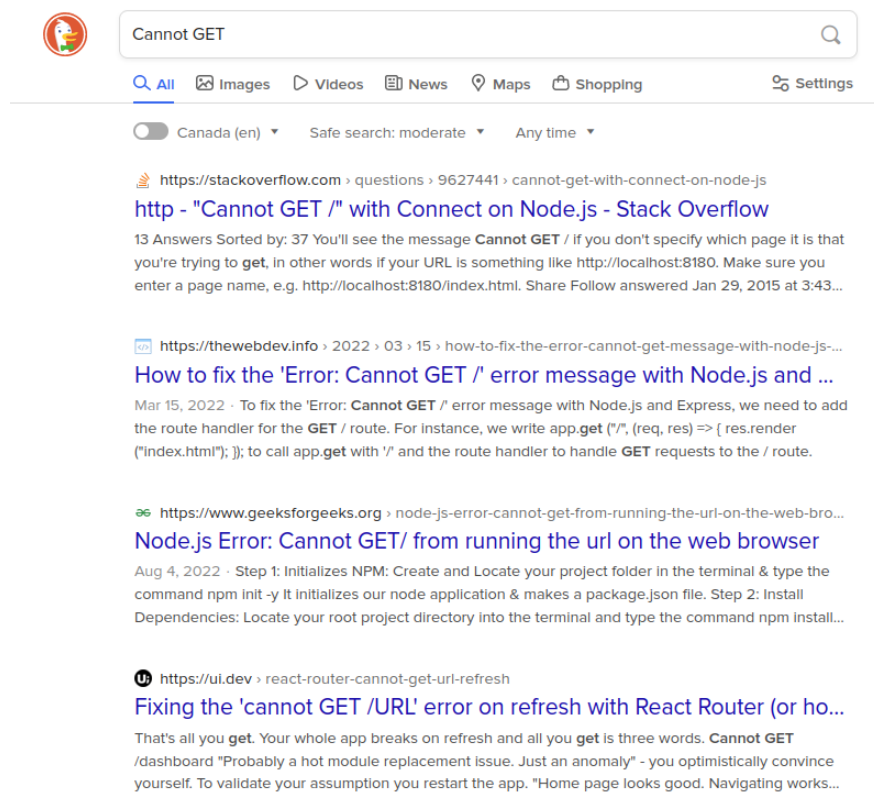 Cannot GET
All Images Videos News Maps Shopping Settings
Canada (en) Safe search: moderate Any time
https://stackoverflow.com › questions › 9627441 › cannot-get-with-connect-on-node-js
http - "Cannot GET /" with Connect on Node.js - Stack Overflow
13 Answers Sorted by: 37 You'll see the message Cannot GET / if you don't specify which page it is that
you're trying to get, in other words if your URL is something like http://localhost:8180. Make sure you
enter a page name, e.g. http://localhost:8180/index.html. Share Follow answered Jan 29, 2015 at 3:43...
https://thewebdev.info › 2022 › 03 › 15 › how-to-fix-the-error-cannot-get-message-with-node-js-...
How to fix the 'Error: Cannot GET /' error message with Node.js and ...
Mar 15, 2022 · To fix the 'Error: Cannot GET /' error message with Node.js and Express, we need to add
the route handler for the GET / route. For instance, we write app.get ("/", (req, res) => { res.render
("index.html"); }); to call app.get with '/' and the route handler to handle GET requests to the / route.
https://www.geeksforgeeks.org › node-js-error-cannot-get-from-running-the-url-on-the-web-bro...
Node.js Error: Cannot GET/ from running the url on the web browser
Aug 4, 2022 · Step 1: Initializes NPM: Create and Locate your project folder in the terminal & type the
command npm init -y It initializes our node application & makes a package.json file. Step 2: Install
Dependencies: Locate your root project directory into the terminal and type the command npm install...
https://ui.dev › react-router-cannot-get-url-refresh
Fixing the 'cannot GET /URL' error on refresh with React Router (or ho...
That's all you get. Your whole app breaks on refresh and all you get is three words. Cannot GET
/dashboard "Probably a hot module replacement issue. Just an anomaly" - you optimistically convince
yourself. To validate your assumption you restart the app. "Home page looks good. Navigating works...